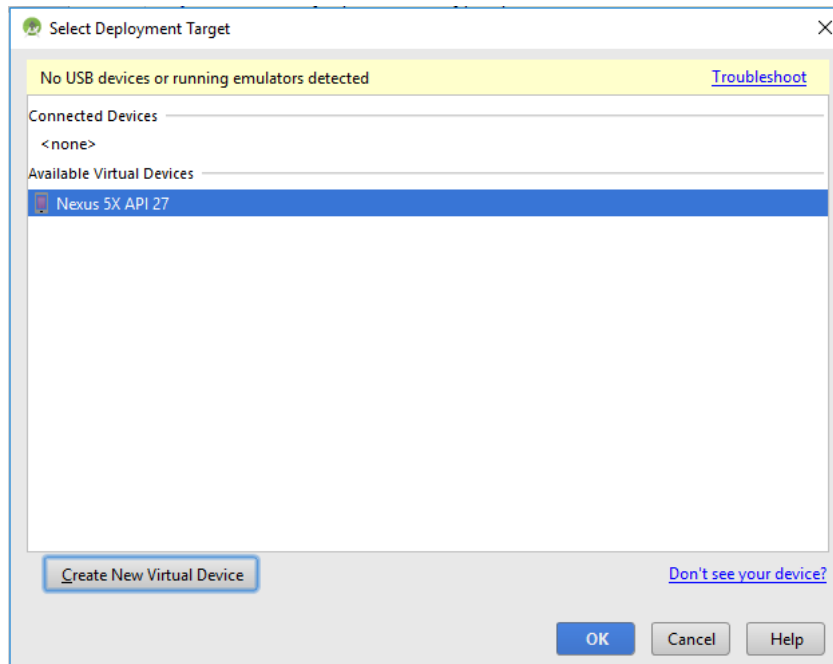 Select Deployment Target
No USB devices or running emulators detected Troubleshoot
Connected Devices
<none>
Available Virtual Devices
Nexus 5X API 27
Create New Virtual Device Don't see your device?
OK Cancel Help